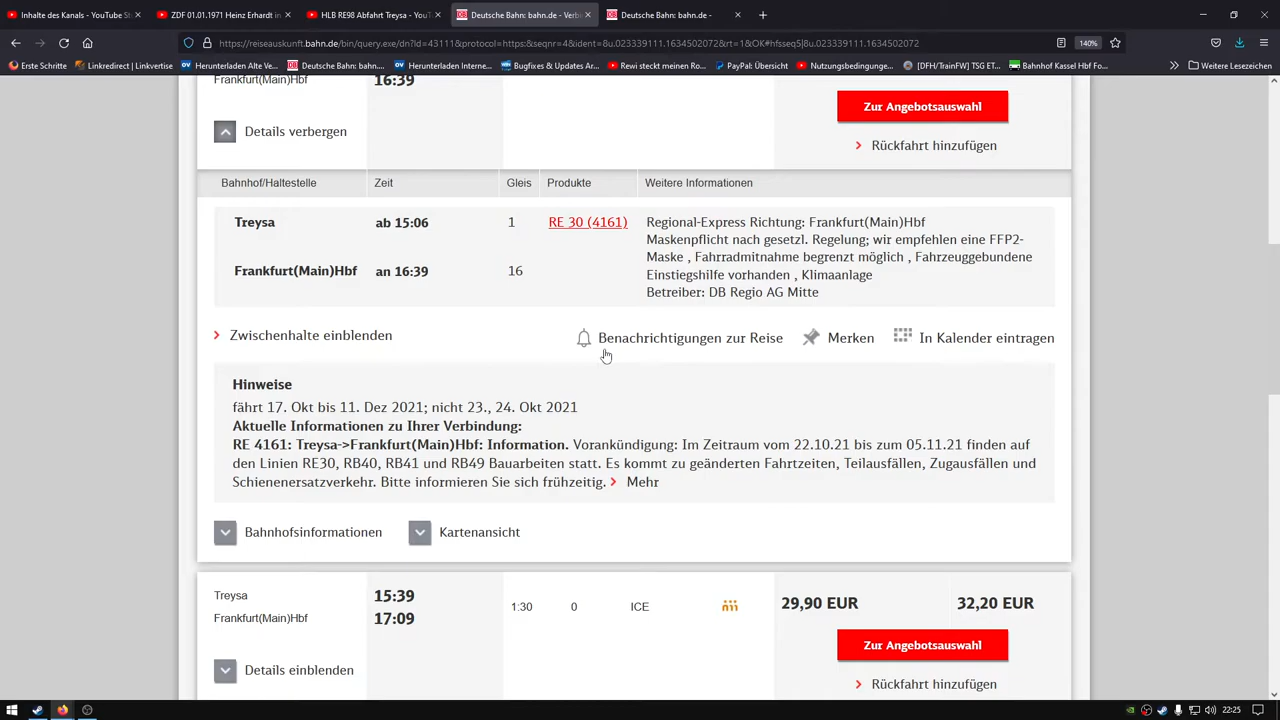 Inhalte des Kanals - YouTube St
ZDF 01.01.1971 Heinz Erhardt in
HLB RE98 Abfahrt Treysa - YouT
Deutsche Bahn: bahn.de - Verbi
Deutsche Bahn: bahn.de -
https://reiseauskunft.bahn.de/bin/query.exe/dn?ld=43111&protocol=https:&seqnr=4&ident=8u.023339111.1634502072&rt=1&OK#hfsseq5|8u.023339111.1634502072
140%
Erste Schritte
Linkredirect | Linkvertise
Herunterladen Alte Ve...
Deutsche Bahn: bahn...
Herunterladen Intern...
Bugfixes & Updates Ar...
Rewi steckt meinen Ro...
PayPal Übersicht
Nutzungsbedingunge...
[DFH/TrainFW] TSG ET...
Bahnhof Kassel Hbf Fo...
Weitere Lesezeichen
Frankfurt(Main)Hbf
16:39
Zur Angebotsauswahl
Details verbergen
Rückfahrt hinzufügen
Bahnhof/Haltestelle Zeit Gleis Produkte Weitere Informationen
Treysa ab 15:06 1 RE 30 (4161) Regional-Express Richtung: Frankfurt(Main)Hbf
Maskenpflicht nach gesetzl. Regelung; wir empfehlen eine FFP2-
Maske , Fahrradmitnahme begrenzt möglich , Fahrzeuggebundene
Frankfurt(Main)Hbf an 16:39 16
Einstiegshilfe vorhanden , Klimaanlage
Betreiber: DB Regio AG Mitte
Zwischenhalte einblenden
Benachrichtigungen zur Reise
Merken
In Kalender eintragen
Hinweise
fährt 17. Okt bis 11. Dez 2021; nicht 23., 24. Okt 2021
Aktuelle Informationen zu Ihrer Verbindung:
RE 4161: Treysa->Frankfurt(Main)Hbf: Information. Vorankündigung: Im Zeitraum vom 22.10.21 bis zum 05.11.21 finden auf
den Linien RE30, RB40, RB41 und RB49 Bauarbeiten statt. Es kommt zu geänderten Fahrtzeiten, Teilausfällen, Zugausfällen und
Schienenersatzverkehr. Bitte informieren Sie sich frühzeitig. Mehr
Bahnhofsinformationen
Kartenansicht
Treysa 15:39
Frankfurt(Main)Hbf 17:09
1:30 0 ICE
29,90 EUR 32,20 EUR
Zur Angebotsauswahl
Details einblenden
Rückfahrt hinzufügen
22:25